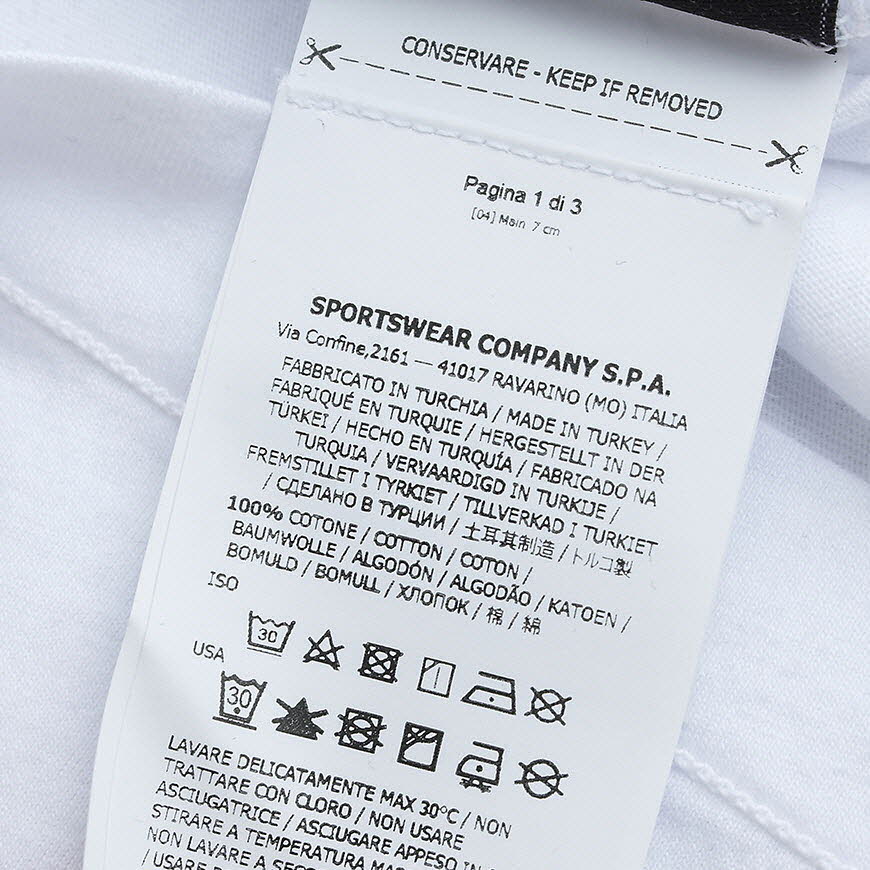 CONSERVARE - KEEP IF REMOVED
Pagina 1 di 3
[04] Main 7 cm
SPORTSWEAR COMPANY S.P.A.
Via Confine,2161 — 41017 RAVARINO (MO) ITALIA
FABBRICATO IN TURCHIA / MADE IN TURKEY /
FABRIQUÉ EN TURQUIE / HERGESTELLT IN DER
TÜRKEI / HECHO EN TURQUÍA / FABRICADO NA
TURQUIA / VERVAARDIGD IN TURKIJE /
FREMSTILLET I TYRKIET / TILLVERKAD I TURKIET
/ СДЕЛАНО В ТУРЦИИ / 土耳其制造 / トルコ製
100% COTONE / COTTON / COTON /
BAUMWOLLE / ALGODÓN / ALGODÃO / KATOEN /
BOMULD / BOMULL / ХЛОПОК / 棉 / 綿
ISO
30
USA
30
LAVARE DELICATAMENTE MAX 30°C / NON
TRATTARE CON CLORO / NON USARE
ASCIUGATRICE / ASCIUGARE APPESO IN
STIRARE A TEMPERATURA
NON LAVARE A
/ USARE